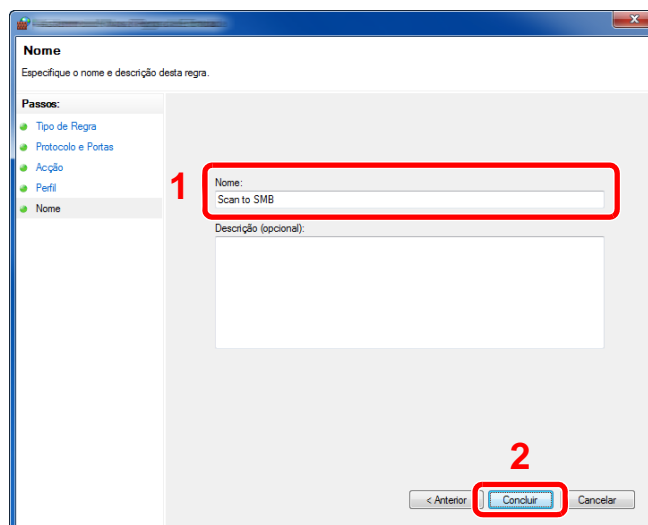 Nome
Especifique o nome e descrição desta regra.
Passos:
Tipo de Regra
Protocolo e Portas
Acção
Perfil
Nome
1
Nome:
Scan to SMB
Descrição (opcional):
2
< Anterior
Concluir
Cancelar